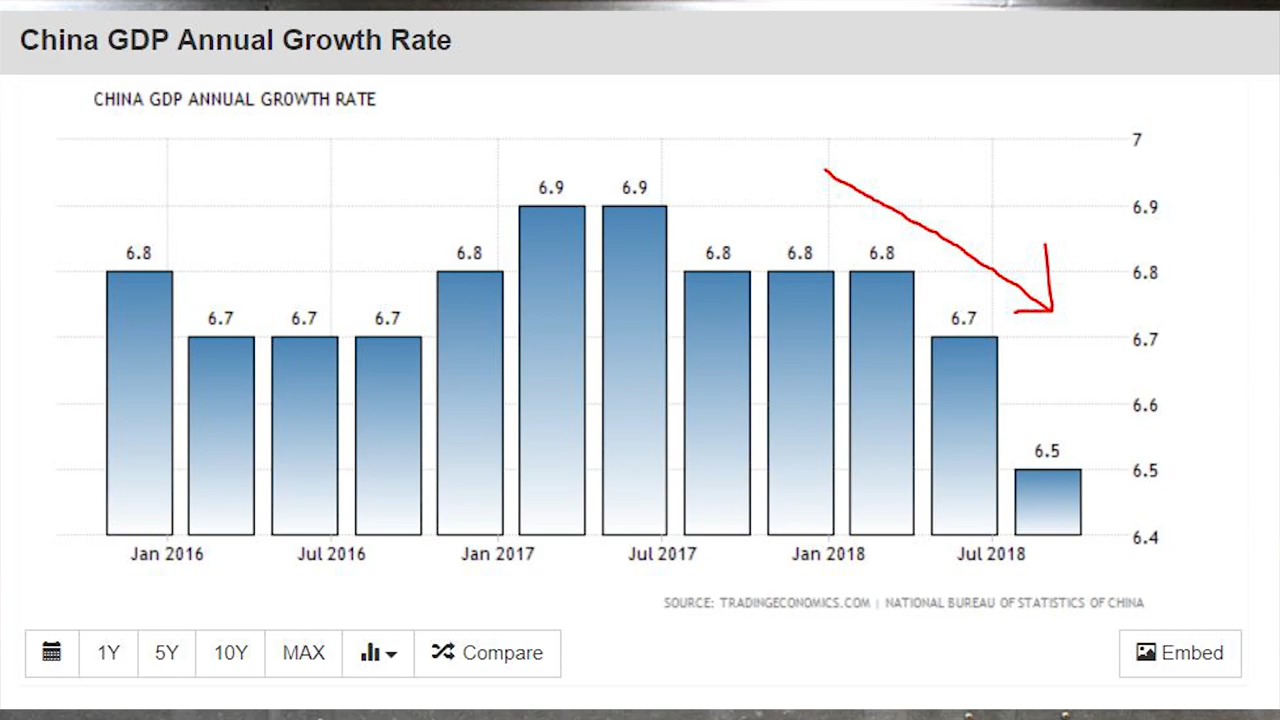 China GDP Annual Growth Rate
CHINA GDP ANNUAL GROWTH RATE
7
6.9 6.9
6.9
6.8 6.8 6.8 6.8 6.8
6.8
6.7 6.7 6.7 6.7
6.7
6.6
6.5
6.5
6.4
Jan 2016 Jul 2016 Jan 2017 Jul 2017 Jan 2018 Jul 2018
SOURCE: TRADINGECONOMICS.COM | NATIONAL BUREAU OF STATISTICS OF CHINA
1Y 5Y 10Y MAX Compare Embed